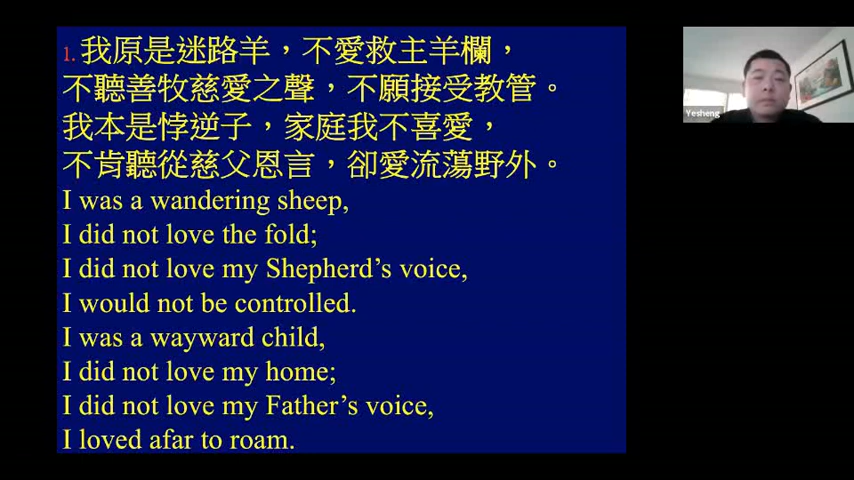 1. 我原是迷路羊，不愛救主羊欄，
不聽善牧慈愛之聲，不願接受教管。
我本是悖逆子，家庭我不喜愛，
不肯聽從慈父恩言，卻愛流蕩野外。
I was a wandering sheep,
I did not love the fold;
I did not love my Shepherd’s voice,
I would not be controlled.
I was a wayward child,
I did not love my home;
I did not love my Father’s voice,
I loved afar to roam.
Yesheng